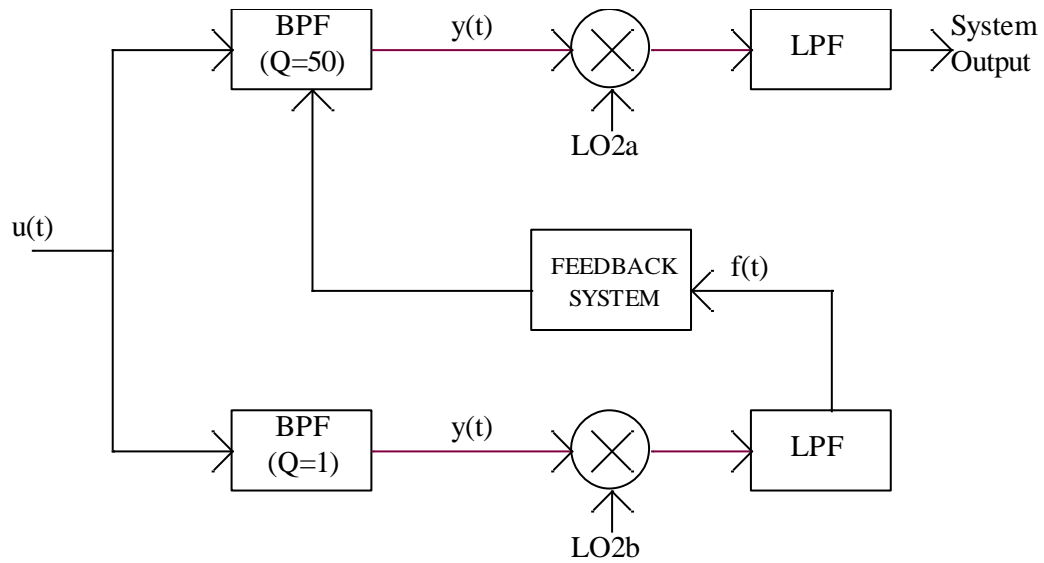 BPF
(Q=50)
y(t)
LO2a
LPF
System
Output
u(t)
FEEDBACK
SYSTEM
f(t)
BPF
(Q=1)
y(t)
LO2b
LPF